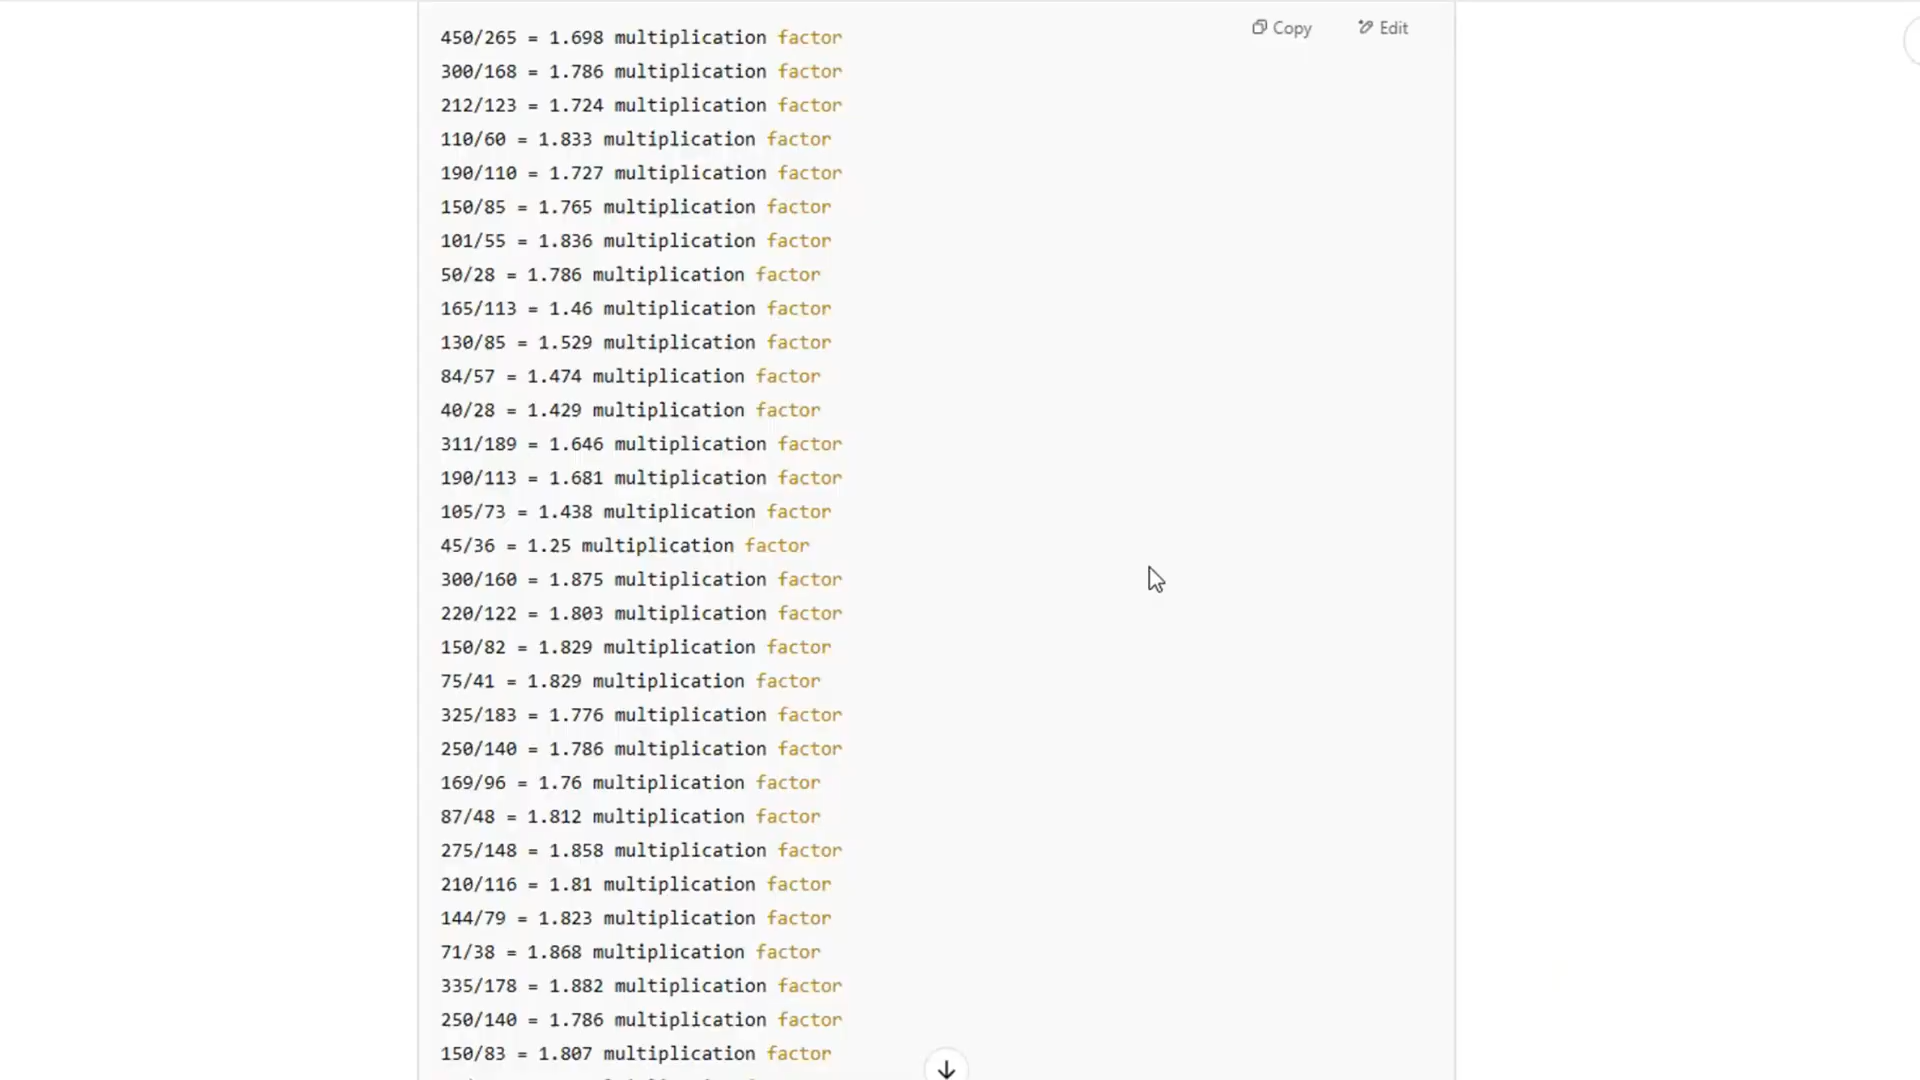 Copy
Edit
450/265 = 1.698 multiplication factor
300/168 = 1.786 multiplication factor
212/123 = 1.724 multiplication factor
110/60 = 1.833 multiplication factor
190/110 = 1.727 multiplication factor
150/85 = 1.765 multiplication factor
101/55 = 1.836 multiplication factor
50/28 = 1.786 multiplication factor
165/113 = 1.46 multiplication factor
130/85 = 1.529 multiplication factor
84/57 = 1.474 multiplication factor
40/28 = 1.429 multiplication factor
311/189 = 1.646 multiplication factor
190/113 = 1.681 multiplication factor
105/73 = 1.438 multiplication factor
45/36 = 1.25 multiplication factor
300/160 = 1.875 multiplication factor
220/122 = 1.803 multiplication factor
150/82 = 1.829 multiplication factor
75/41 = 1.829 multiplication factor
325/183 = 1.776 multiplication factor
250/140 = 1.786 multiplication factor
169/96 = 1.76 multiplication factor
87/48 = 1.812 multiplication factor
275/148 = 1.858 multiplication factor
210/116 = 1.81 multiplication factor
144/79 = 1.823 multiplication factor
71/38 = 1.868 multiplication factor
335/178 = 1.882 multiplication factor
250/140 = 1.786 multiplication factor
150/83 = 1.807 multiplication factor